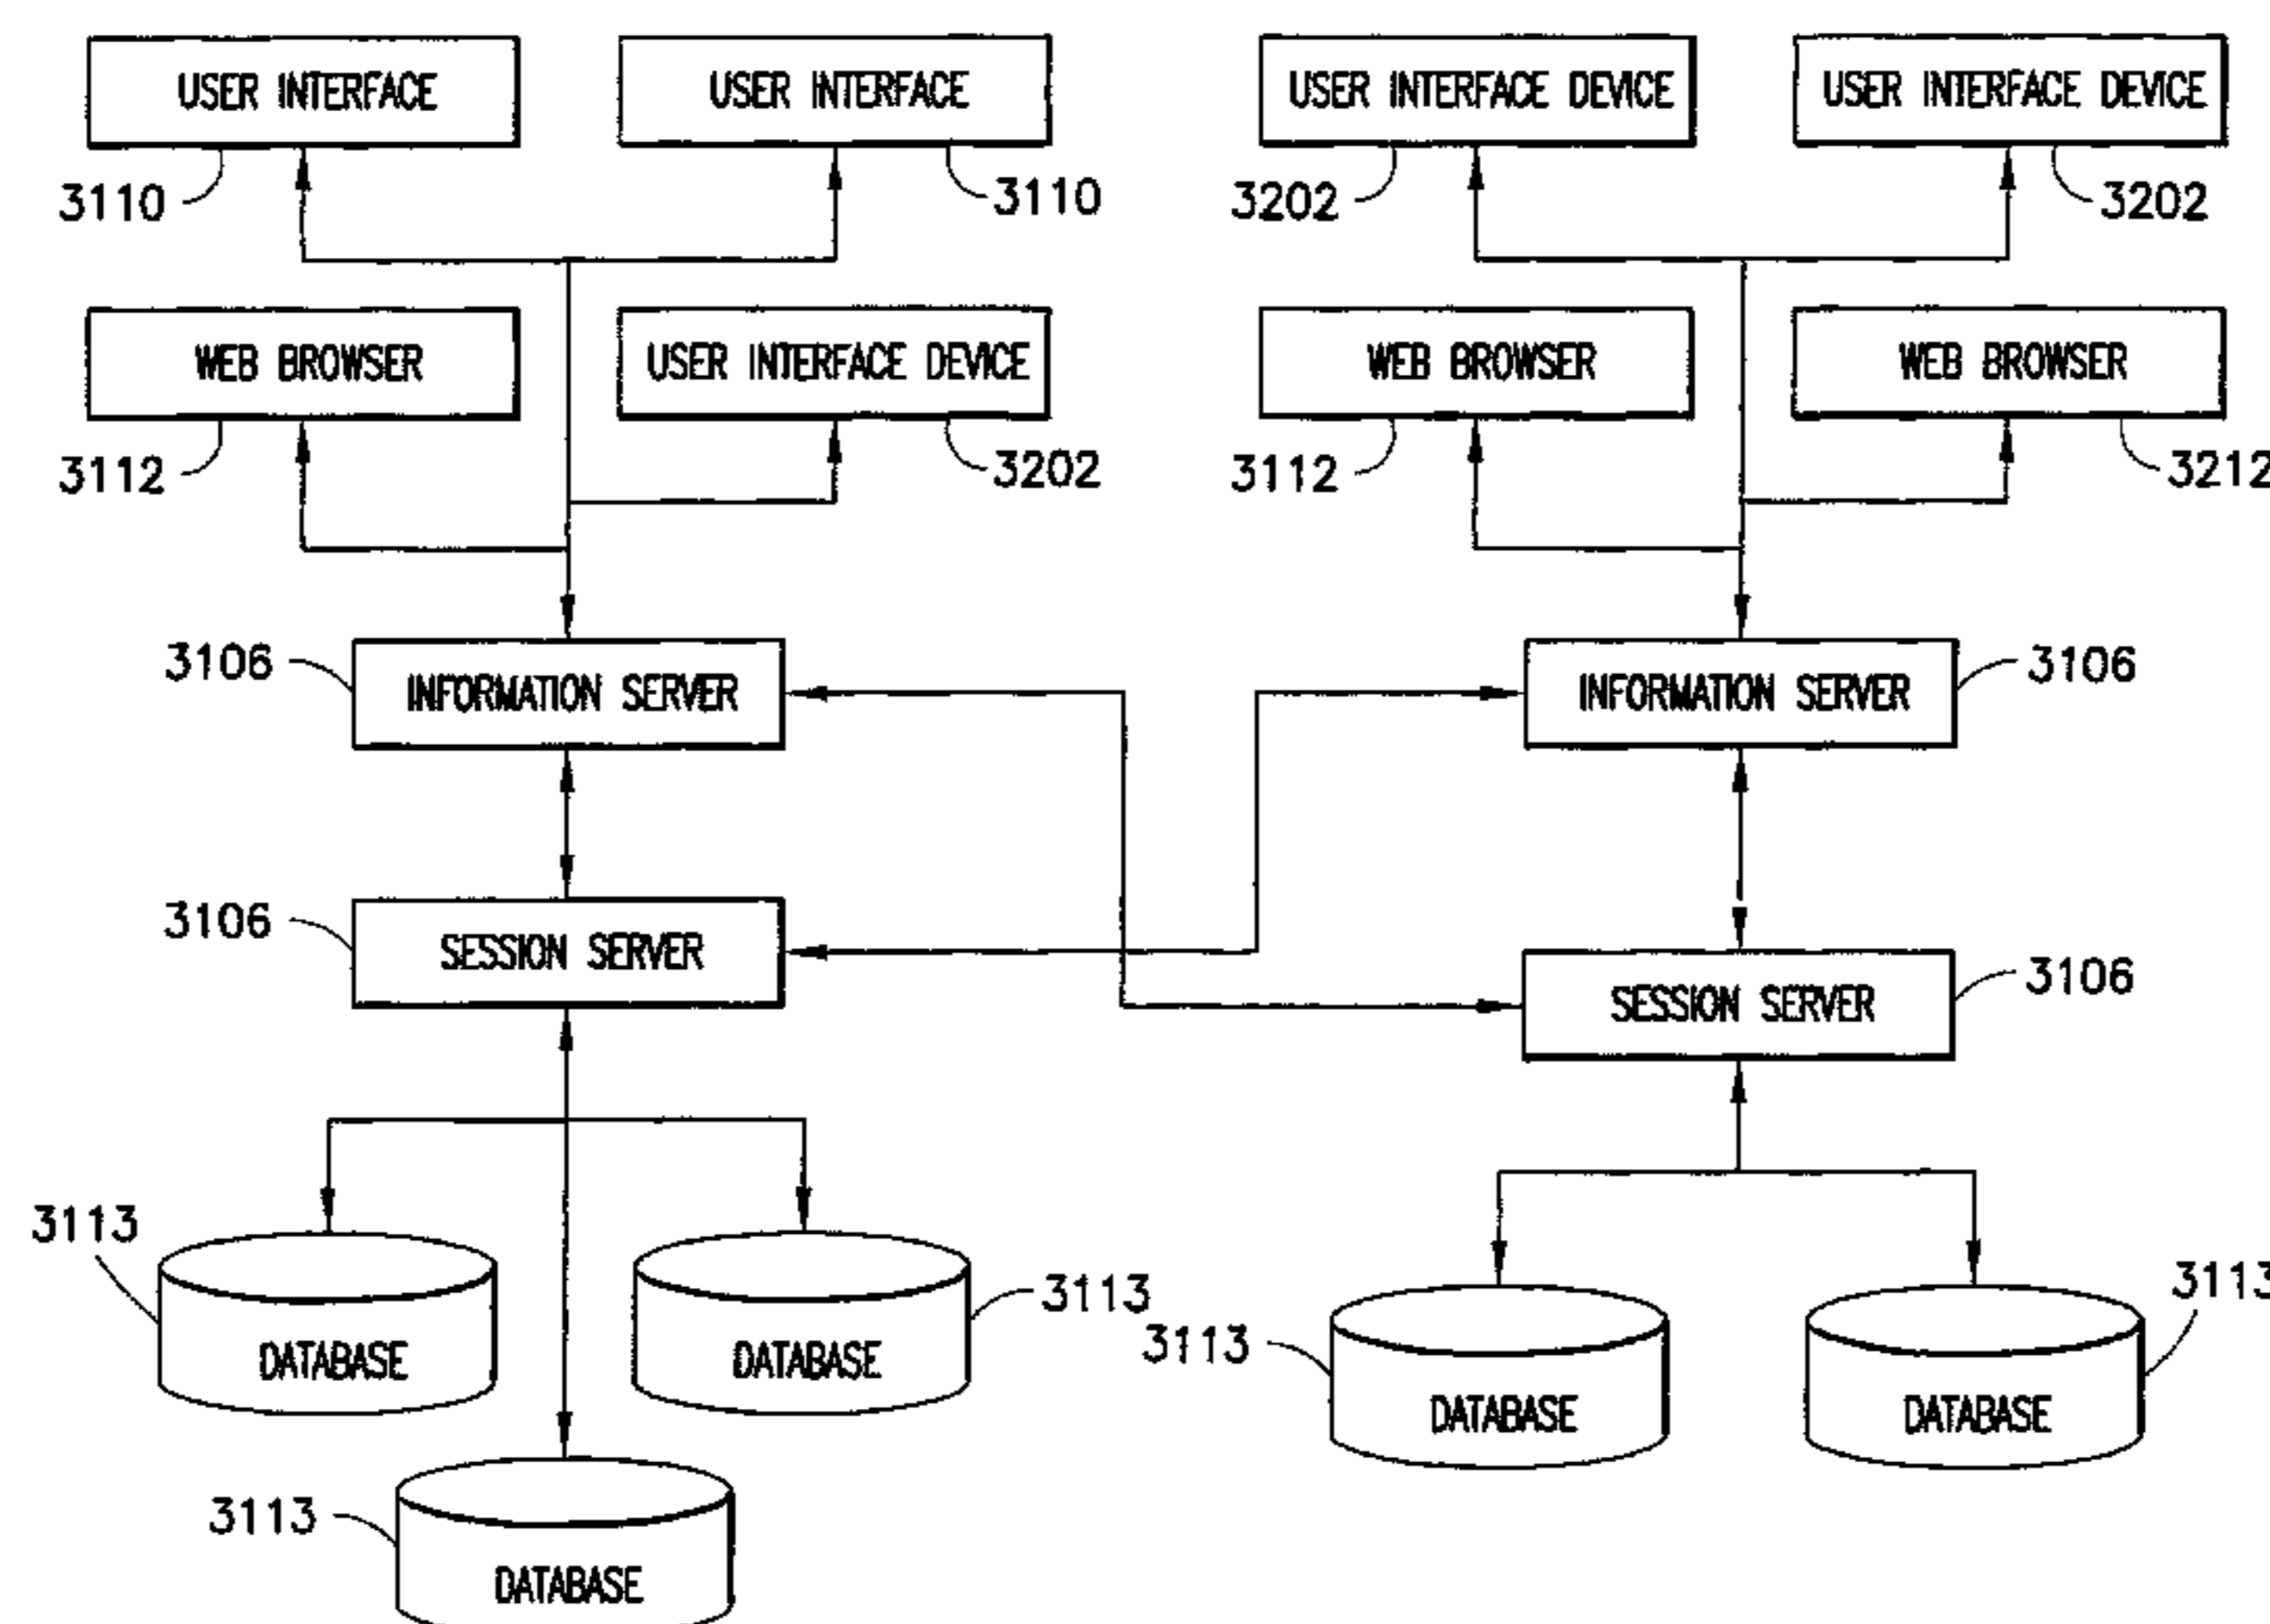 USER INTERFACE
USER INTERFACE
USER INTERFACE DEVICE
USER INTERFACE DEVICE
3110
3110
3202
3202
WEB BROWSER
USER INTERFACE DEVICE
WEB BROWSER
WEB BROWSER
3112
3202
3112
3212
3106
INFORMATION SERVER
INFORMATION SERVER
3106
3106
SESSION SERVER
SESSION SERVER
3106
3113
DATABASE
DATABASE
3113
3113
DATABASE
DATABASE
3113
3113
DATABASE